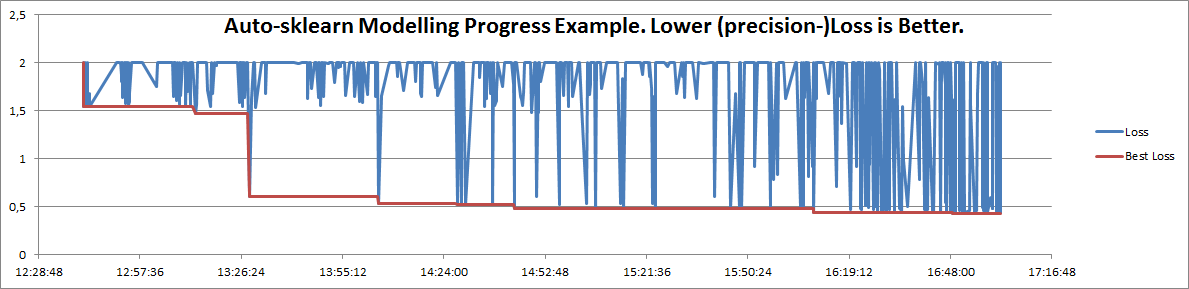 Auto-sklearn Modelling Progress Example. Lower (precision-)Loss is Better.
2,5
2
1,5
1
0,5
0
12:28:48 12:57:36 13:26:24 13:55:12 14:24:00 14:52:48 15:21:36 15:50:24 16:19:12 16:48:00 17:16:48
Loss
Best Loss